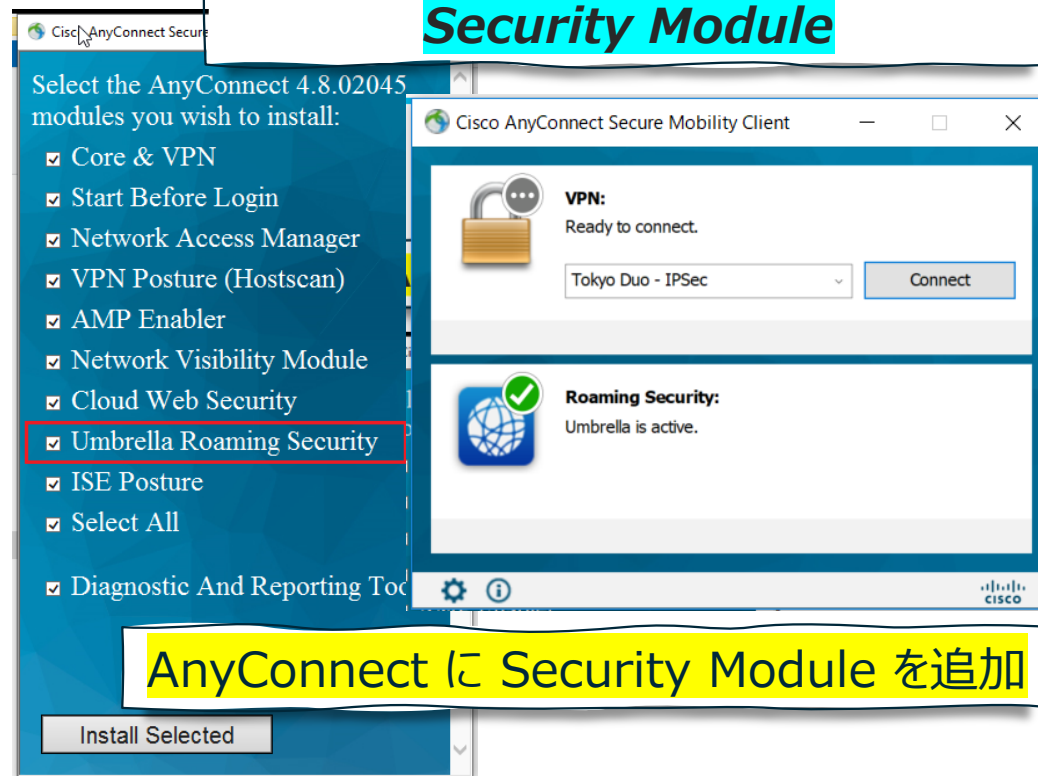 Security Module
Cisco AnyConnect Secure
Select the AnyConnect 4.8.02045
modules you wish to install:
Core & VPN
Start Before Login
Network Access Manager
VPN Posture (Hostscan)
AMP Enabler
Network Visibility Module
Cloud Web Security
Umbrella Roaming Security
ISE Posture
Select All
Diagnostic And Reporting Too
Install Selected
Cisco AnyConnect Secure Mobility Client
VPN:
Ready to connect.
Tokyo Duo - IPSec
Connect
Roaming Security:
Umbrella is active.
CISCO
AnyConnect に Security Module を追加